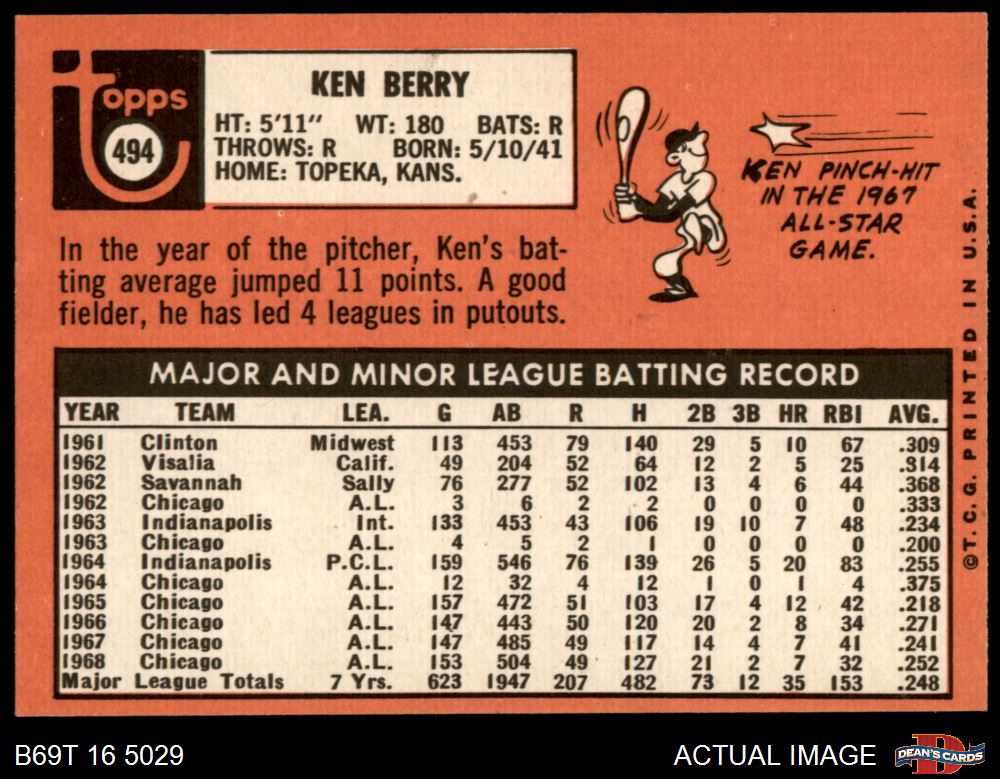 Topps
494
KEN BERRY
HT: 5'11" WT: 180 BATS: R
THROWS: R BORN: 5/10/41
HOME: TOPEKA, KANS.
In the year of the pitcher, Ken's bat-
ting average jumped 11 points. A good
fielder, he has led 4 leagues in putouts.
KEN PINCH-HIT
IN THE 1967
ALL-STAR
GAME.
MAJOR AND MINOR LEAGUE BATTING RECORD
YEAR TEAM LEA. G AB R H 2B 3B HR RBI AVG.
1961 Clinton Midwest 113 453 79 140 29 5 10 67 .309
1962 Visalia Calif. 49 204 52 64 12 2 5 25 .314
1962 Savannah Sally 76 277 52 102 13 4 6 44 .368
1962 Chicago A.L. 3 6 2 2 0 0 0 0 .333
1963 Indianapolis Int. 133 453 43 106 19 10 7 48 .234
1963 Chicago A.L. 4 5 2 1 0 0 0 0 .200
1964 Indianapolis P.C.L. 159 546 76 139 26 5 20 83 .255
1964 Chicago A.L. 12 32 4 12 1 0 1 4 .375
1965 Chicago A.L. 157 472 51 103 17 4 12 42 .218
1966 Chicago A.L. 147 443 50 120 20 2 8 34 .271
1967 Chicago A.L. 147 485 49 117 14 4 7 41 .241
1968 Chicago A.L. 153 504 49 127 21 2 7 32 .252
Major League Totals 7 Yrs. 623 1947 207 482 73 12 35 153 .248
©T.C.G. PRINTED IN U.S.A.
B69T 16 5029
ACTUAL IMAGE
DEAN'S CARDS